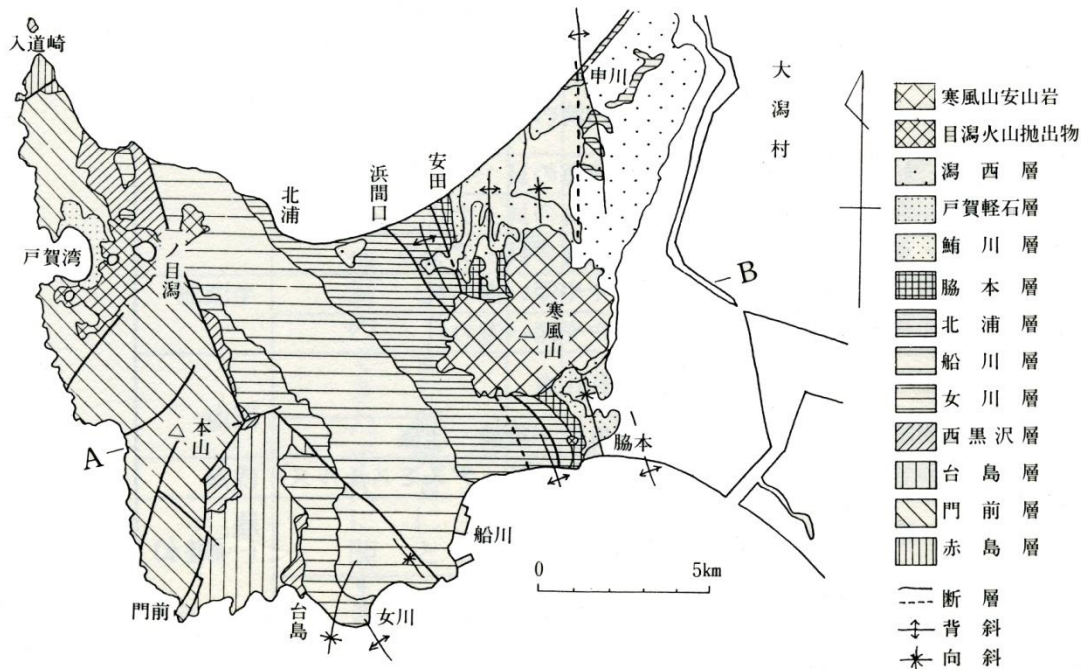 入道崎
戸賀湾
一ノ目潟
北浦
浜間口
安田
申川
大潟村
寒風山
本山
A
B
門前
台島
女川
船川
脇本
0 5km
寒風山安山岩
目潟火山抛出物
潟西層
戸賀軽石層
鮪川層
脇本層
北浦層
船川層
女川層
西黒沢層
台島層
門前層
赤島層
断層
背斜
向斜